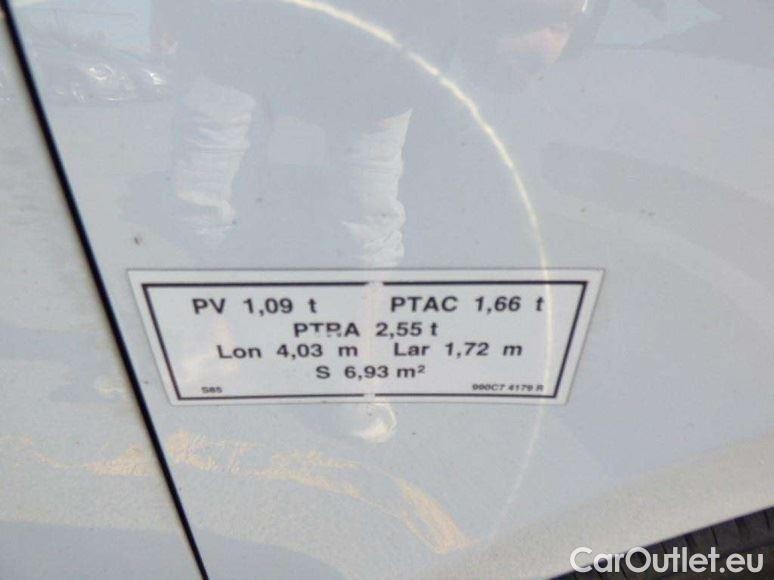 PV 1,09 t PTAC 1,66 t
PTRA 2,55 t
Lon 4,03 m Lar 1,72 m
S 6,93 m²
S85 990C7 4179 R
CarOutlet.eu